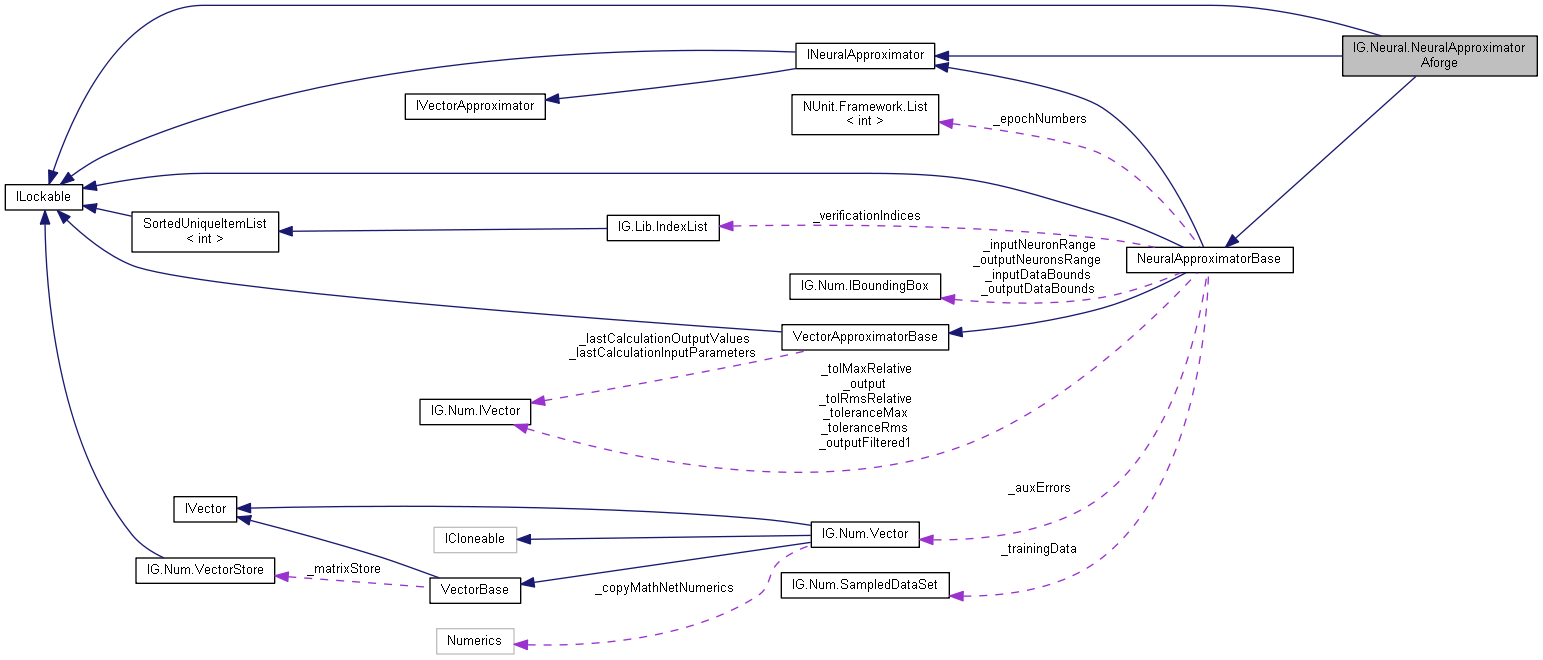 IG.Neural.NeuralApproximator
Aforge
INeuralApproximator
IVectorApproximator
NUnit.Framework.List
< int >
_epochNumbers
ILockable
SortedUniqueItemList
< int >
IG.Lib.IndexList
_verificationIndices
NeuralApproximatorBase
_inputNeuronRange
_outputNeuronsRange
_inputDataBounds
_outputDataBounds
IG.Num.IBoundingBox
VectorApproximatorBase
_lastCalculationOutputValues
_lastCalculationInputParameters
_tolMaxRelative
_output
_tolRmsRelative
_toleranceMax
_toleranceRms
_outputFiltered1
IG.Num.IVector
_auxErrors
IVector
ICloneable
IG.Num.Vector
_trainingData
IG.Num.VectorStore
_matrixStore
VectorBase
_copyMathNetNumerics
IG.Num.SampledDataSet
Numerics